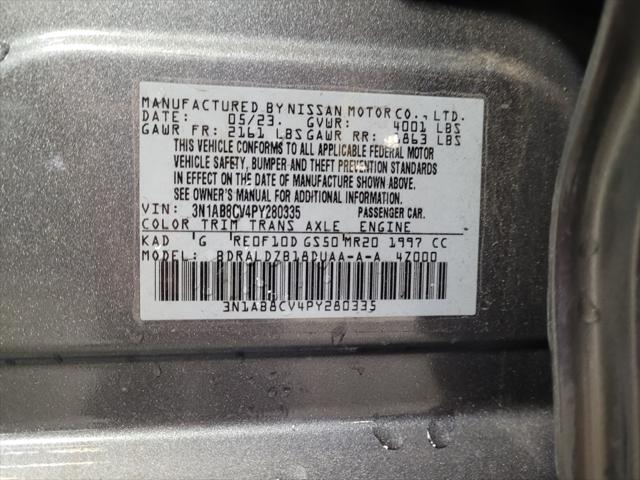 MANUFACTURED BY NISSAN MOTOR CO., LTD.
DATE: 05/23. GVWR: 4001 LBS
GAWR FR: 2161 LBS GAWR RR: 1863 LBS
THIS VEHICLE CONFORMS TO ALL APPLICABLE FEDERAL MOTOR
VEHICLE SAFETY, BUMPER AND THEFT PREVENTION STANDARDS
IN EFFECT ON THE DATE OF MANUFACTURE SHOWN ABOVE.
SEE OWNER'S MANUAL FOR ADDITIONAL INFORMATION.
VIN: 3N1AB8CV4PY280335 PASSENGER CAR.
COLOR TRIM TRANS AXLE ENGINE
KAD G RE0F10D GS50 MR20 1997 CC
MODEL: BDRALDZB18DUAA-A-A 47000
3N1AB8CV4PY280335